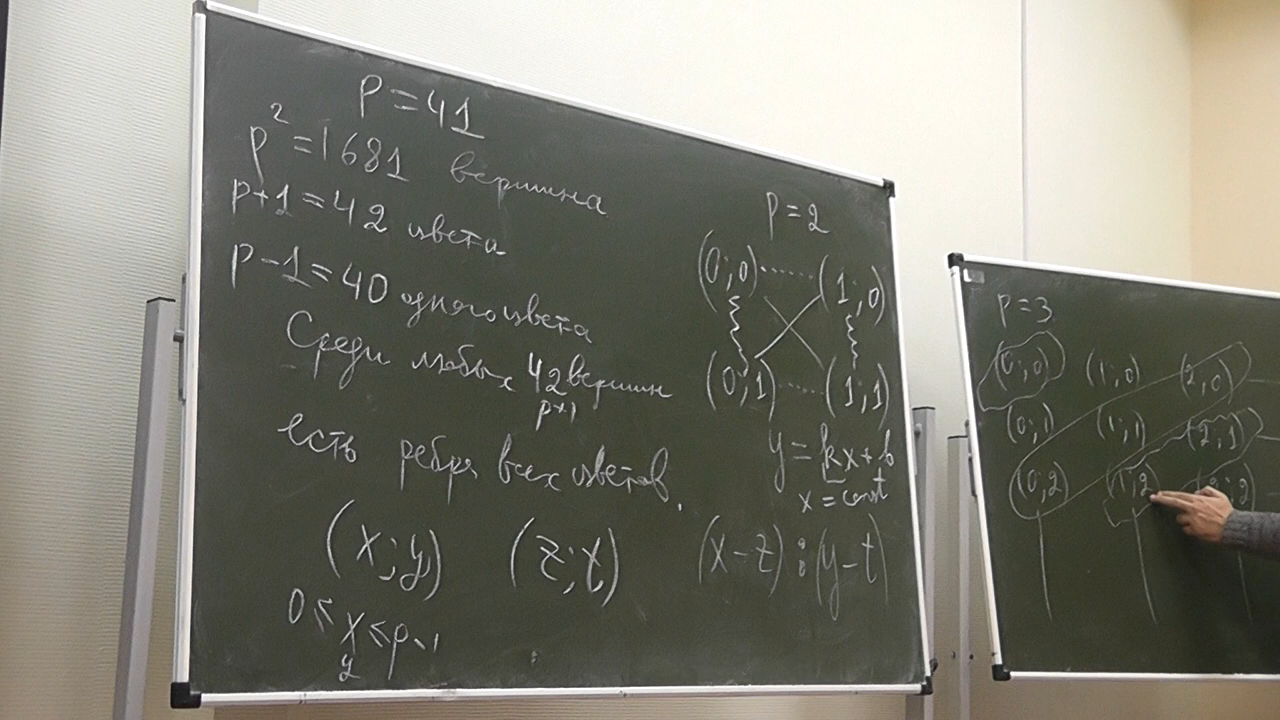 p=41
p²=1681 вершина
p+1=42 цвета
p-1=40 одного цвета
Среди любых 42 вершин
p+1
есть ребра всех цветов.
(x;y) (z;t) (x-z):(y-t)
0≤x≤p-1
y
p=2
(0;0) (1;0)
(0;1) (1;1)
y=kx+b
x=const
p=3
(0;0) (1;0) (2;0)
(0;1) (1;1) (2;1)
(0;2) (1;2) (2;2)